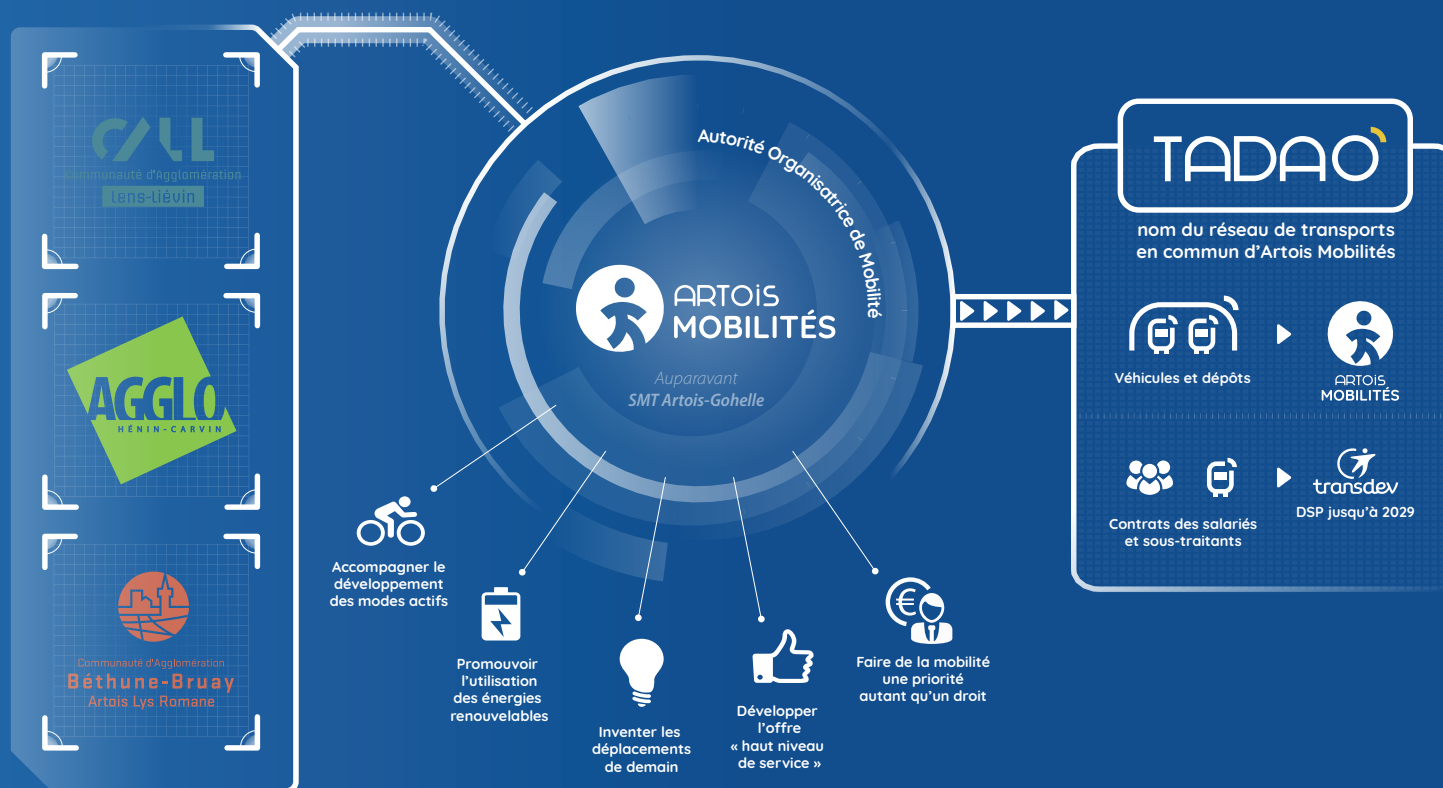 CALL
Communauté d'Agglomération
lens-liévin
AGGLO
HÉNIN-CARVIN
Communauté d'Agglomération
Béthune-Bruay
Artois Lys Romane
Autorité Organisatrice de Mobilité
ARTOiS
MOBILITÉS
Auparavant
SMT Artois-Gohelle
Accompagner le
développement
des modes actifs
Promouvoir
l'utilisation
des énergies
renouvelables
Inventer les
déplacements
de demain
Développer
l'offre
« haut niveau
de service »
€
Faire de la mobilité
une priorité
autant qu'un droit
TADAO
nom du réseau de transports
en commun d'Artois Mobilités
Véhicules et dépôts
ARTOiS
MOBILITÉS
Contrats des salariés
et sous-traitants
transdev
DSP jusqu'à 2029